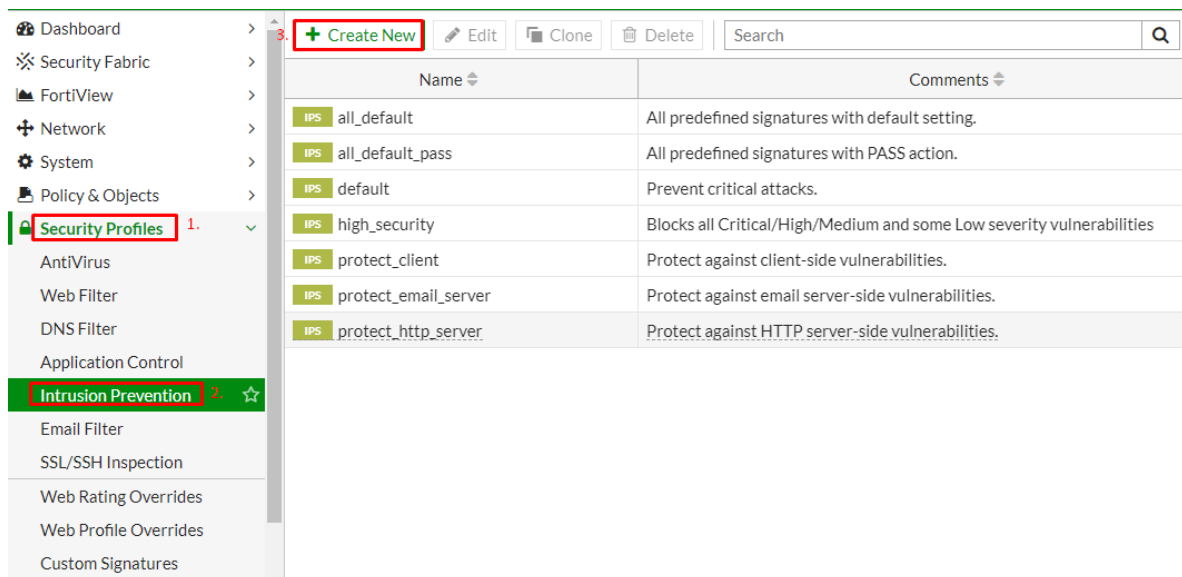 Dashboard
Security Fabric
FortiView
Network
System
Policy & Objects
Security Profiles 1.
AntiVirus
Web Filter
DNS Filter
Application Control
Intrusion Prevention 2.
Email Filter
SSL/SSH Inspection
Web Rating Overrides
Web Profile Overrides
Custom Signatures
3. + Create New Edit Clone Delete Search
Name Comments
IPS all_default All predefined signatures with default setting.
IPS all_default_pass All predefined signatures with PASS action.
IPS default Prevent critical attacks.
IPS high_security Blocks all Critical/High/Medium and some Low severity vulnerabilities
IPS protect_client Protect against client-side vulnerabilities.
IPS protect_email_server Protect against email server-side vulnerabilities.
IPS protect_http_server Protect against HTTP server-side vulnerabilities.